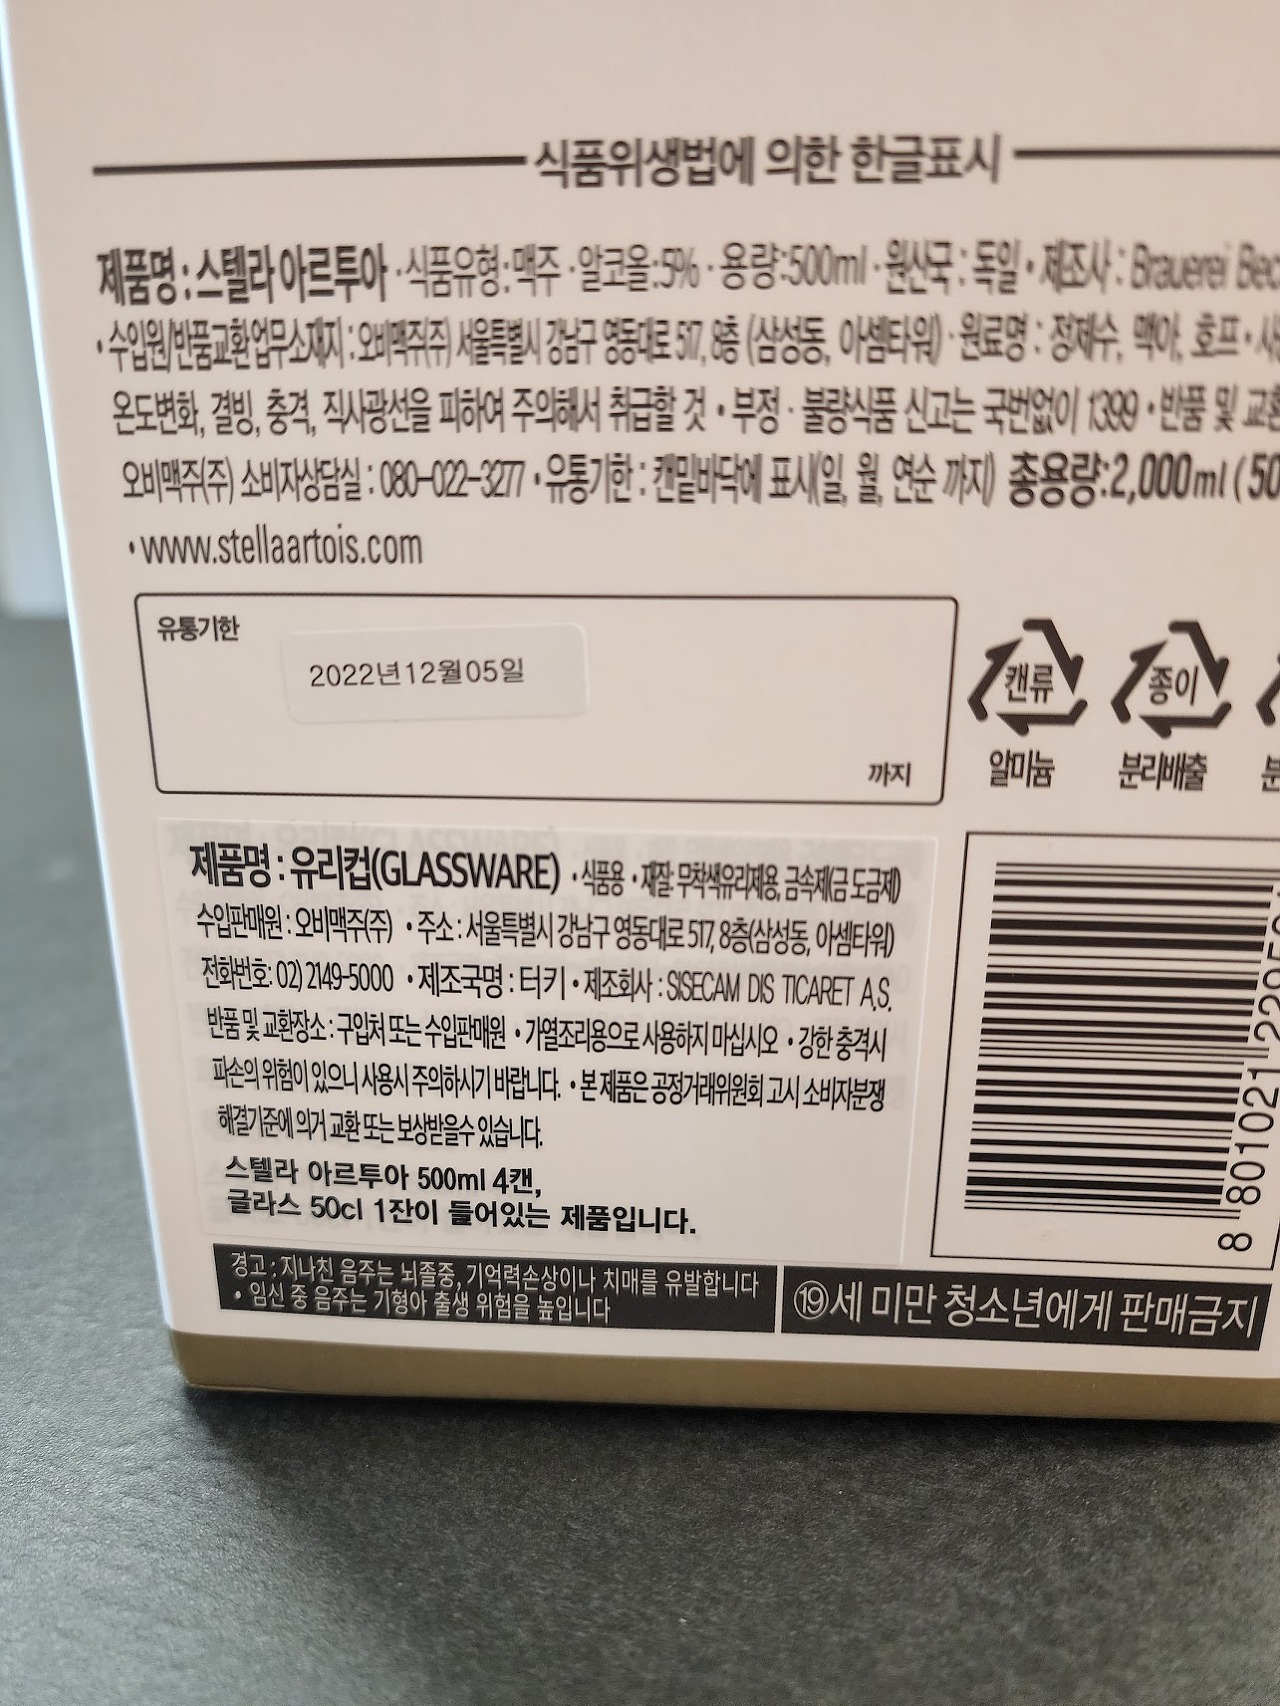 식품위생법에 의한 한글표시
제품명 : 스텔라 아르투아 · 식품유형:맥주 · 알코올:5% · 용량:500ml · 원산국 : 독일 • 제조사 : Brauerei Bec
• 수입원/반품교환업무소재지 : 오비맥주(주) 서울특별시 강남구 영동대로 517, 8층 (삼성동, 아셈타워) · 원료명 : 정제수, 맥아, 호프 •
온도변화, 결빙, 충격, 직사광선을 피하여 주의해서 취급할 것 • 부정 · 불량식품 신고는 국번없이 1399 • 반품 및 교환
오비맥주(주) 소비자상담실 : 080-022-3277 • 유통기한 : 캔밑바닥에 표시(일, 월, 연순 까지) 총용량:2,000ml (50
• www.stellaartois.com
유통기한
2022년12월05일
까지
캔류
종이
알미늄
분리배출
분
제품명 : 유리컵(GLASSWARE) • 식품용 • 재질: 무착색유리제용, 금속제(금 도금제)
수입판매원 : 오비맥주(주) • 주소 : 서울특별시 강남구 영동대로 517, 8층(삼성동, 아셈타워)
전화번호: 02) 2149-5000 • 제조국명 : 터키 • 제조회사 : SISECAM DIS TICARET A.S.
반품 및 교환장소 : 구입처 또는 수입판매원 • 가열조리용으로 사용하지 마십시오 • 강한 충격시
파손의 위험이 있으니 사용시 주의하시기 바랍니다. • 본 제품은 공정거래위원회 고시 소비자분쟁
해결기준에 의거 교환 또는 보상받을수 있습니다.
스텔라 아르투아 500ml 4캔,
글라스 50cl 1잔이 들어있는 제품입니다.
8 801021 2205
경고 : 지나친 음주는 뇌졸중, 기억력손상이나 치매를 유발합니다
• 임신 중 음주는 기형아 출생 위험을 높입니다
⑲세 미만 청소년에게 판매금지